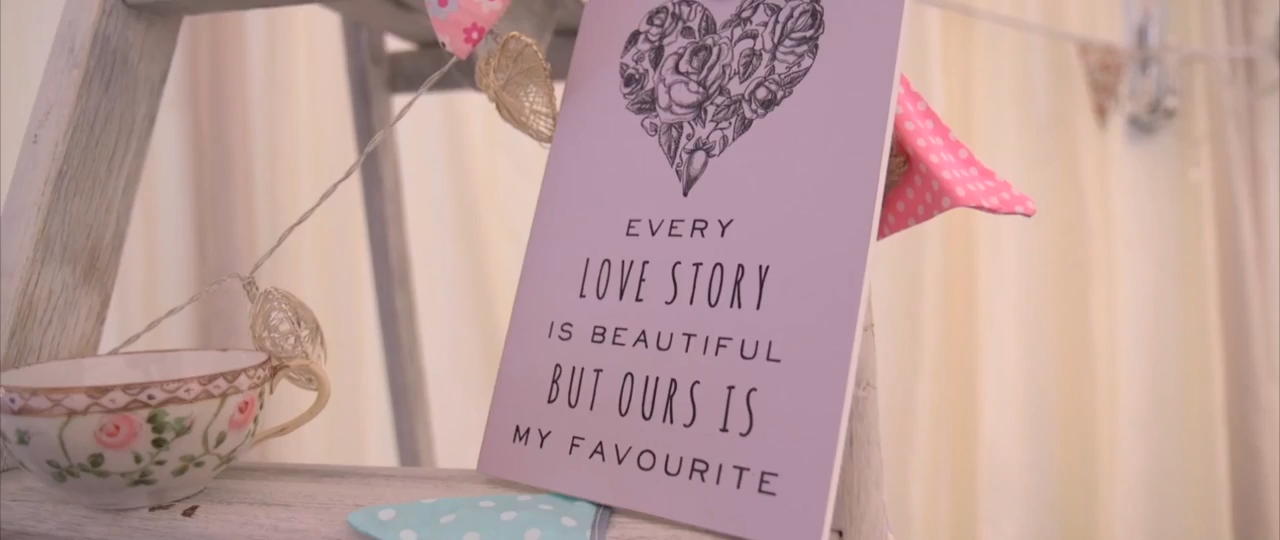 EVERY
LOVE STORY
IS BEAUTIFUL
BUT OURS IS
MY FAVOURITE